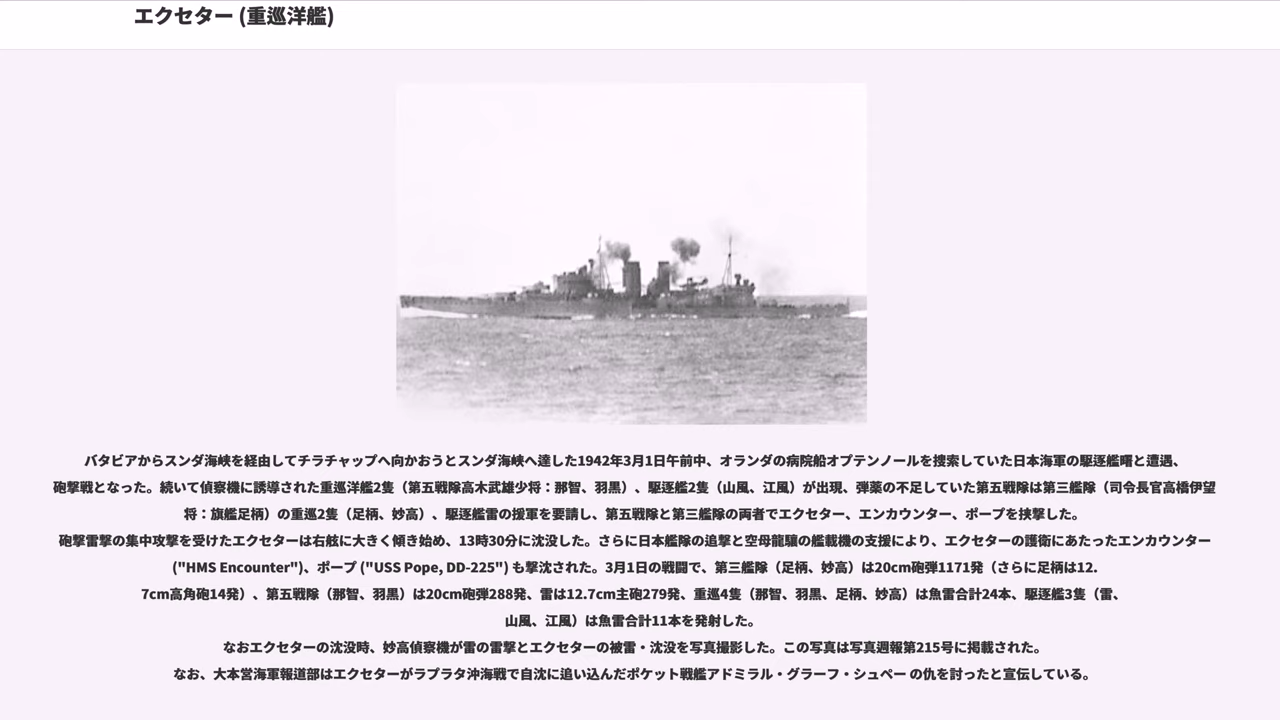 エクセター (重巡洋艦)
バタビアからスンダ海峡を経由してチラチャップへ向かおうとスンダ海峡へ達した1942年3月1日午前中、オランダの病院船オプテンノールを捜索していた日本海軍の駆逐艦曙と遭遇、
砲撃戦となった。続いて偵察機に誘導された重巡洋艦2隻（第五戦隊高木武雄少将：那智、羽黒）、駆逐艦2隻（山風、江風）が出現、弾薬の不足していた第五戦隊は第三艦隊（司令長官高橋伊望
将：旗艦足柄）の重巡2隻（足柄、妙高）、駆逐艦雷の援軍を要請し、第五戦隊と第三艦隊の両者でエクセター、エンカウンター、ポープを挟撃した。
砲撃雷撃の集中攻撃を受けたエクセターは右舷に大きく傾き始め、13時30分に沈没した。さらに日本艦隊の追撃と空母龍驤の艦載機の支援により、エクセターの護衛にあたったエンカウンター
("HMS Encounter")、ポープ ("USS Pope, DD-225") も撃沈された。3月1日の戦闘で、第三艦隊（足柄、妙高）は20cm砲弾1171発（さらに足柄は12.
7cm高角砲14発）、第五戦隊（那智、羽黒）は20cm砲弾288発、雷は12.7cm主砲279発、重巡4隻（那智、羽黒、足柄、妙高）は魚雷合計24本、駆逐艦3隻（雷、
山風、江風）は魚雷合計11本を発射した。
なおエクセターの沈没時、妙高偵察機が雷の雷撃とエクセターの被雷・沈没を写真撮影した。この写真は写真週報第215号に掲載された。
なお、大本営海軍報道部はエクセターがラプラタ沖海戦で自沈に追い込んだポケット戦艦アドミラル・グラーフ・シュペー の仇を討ったと宣伝している。